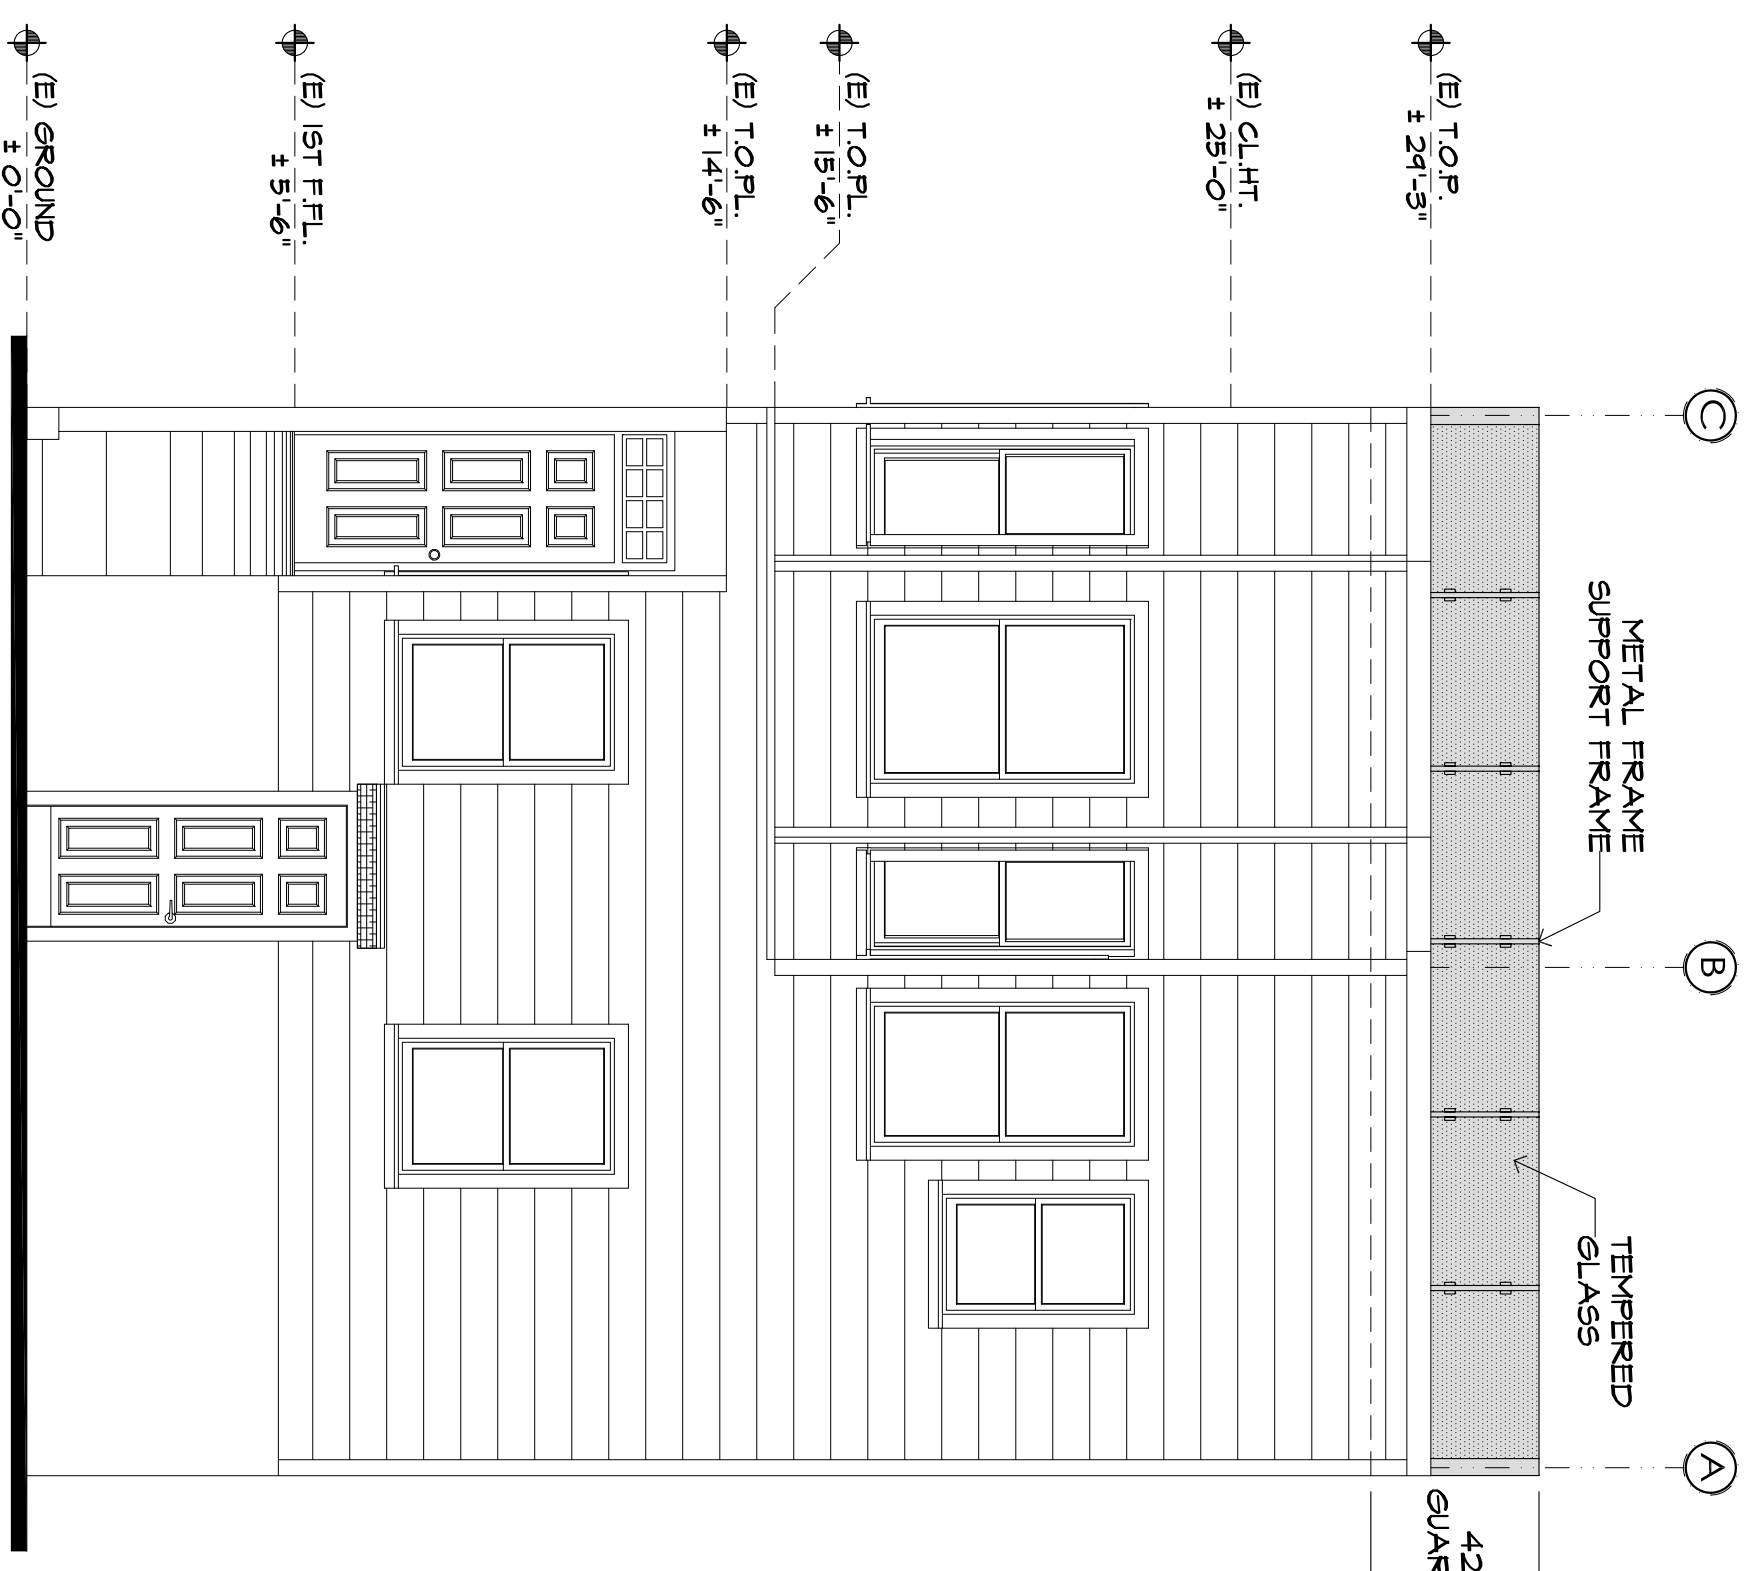 C
B
A
METAL FRAME
SUPPORT FRAME
TEMPERED
GLASS
(E) T.O.P.
± 29'-3"
(E) CL.HT.
± 25'-0"
(E) T.O.PL.
± 15'-6"
(E) T.O.PL.
± 14'-6"
(E) 1ST F.FL.
± 5'-6"
(E) GROUND
± 0'-0"
42